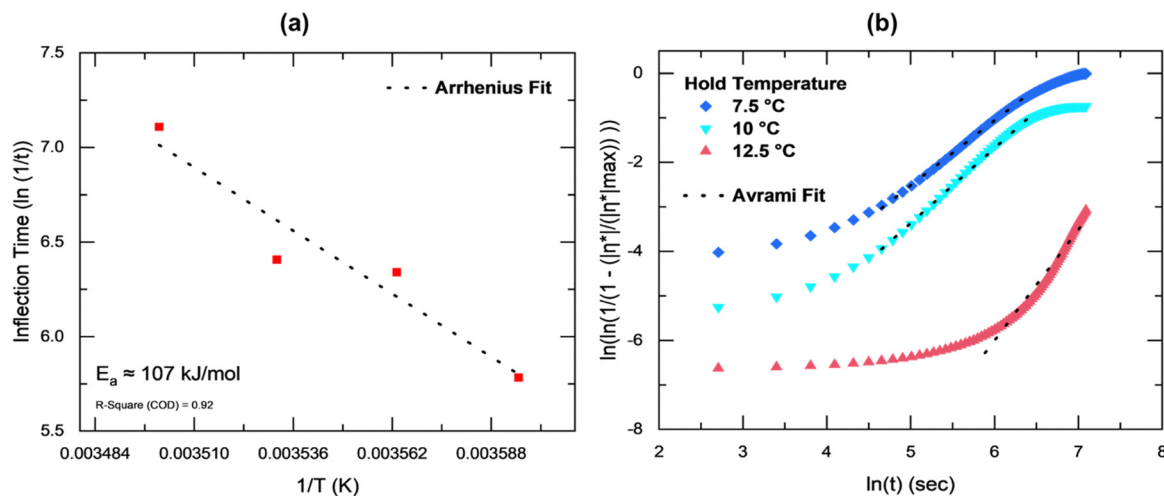 (a)
7.5
7.0
6.5
6.0
5.5
Inflection Time (ln (1/t))
Arrhenius Fit
Eₐ ≈ 107 kJ/mol
R-Square (COD) = 0.92
0.003484 0.003510 0.003536 0.003562 0.003588
1/T (K)
(b)
0
-2
-4
-6
-8
ln(ln(1/(1 - (|η*|/(|η*|max)) ))
Hold Temperature
7.5 °C
10 °C
12.5 °C
Avrami Fit
2 3 4 5 6 7 8
ln(t) (sec)